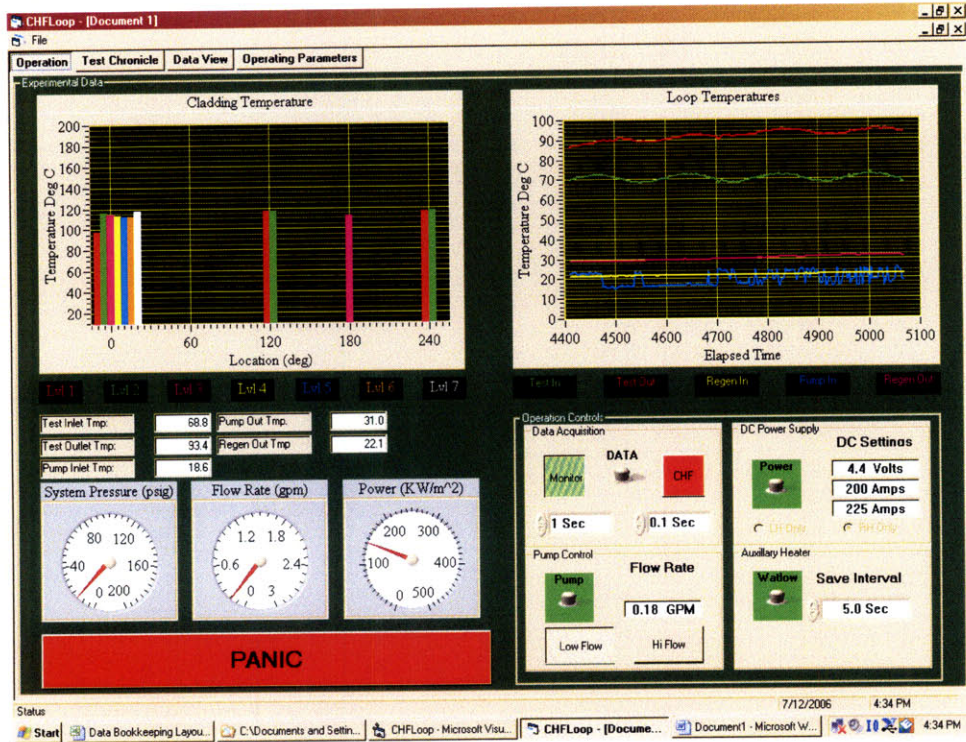 CHFLoop - [Document 1]
File
Operation Test Chronicle Data View Operating Parameters
Experimental Data
Cladding Temperature
200
180
160
140
120
100
80
60
40
20
Temperature Deg C
0 60 120 180 240
Location (deg)
Lvl 1 Lvl 2 Lvl 3 Lvl 4 Lvl 5 Lvl 6 Lvl 7
Loop Temperatures
100
90
80
70
60
50
40
30
20
10
0
Temperature Deg C
4400 4500 4600 4700 4800 4900 5000 5100
Elapsed Time
Test In Test Out Regen In Pump In Regen Out
Test Inlet Tmp: 68.8 Pump Out Tmp. 31.0
Test Outlet Tmp: 93.4 Regen Out Tmp 22.1
Pump Inlet Tmp: 18.6
System Pressure (psig)
0 40 80 120 160 200
Flow Rate (gpm)
0 0.6 1.2 1.8 2.4 3
Power (KW/m^2)
0 100 200 300 400 500
PANIC
Operation Controls
Data Acquisition
Monitor DATA CHF
1 Sec 0.1 Sec
DC Power Supply
Power DC Settings
4.4 Volts
200 Amps
225 Amps
LH Only RH Only
Pump Control
Pump Flow Rate
0.18 GPM
Low Flow Hi Flow
Auxillary Heater
Watlow Save Interval
5.0 Sec
Status 7/12/2006 4:34 PM
Start Data Bookkeeping Layou... C:\Documents and Settin... CHFLoop - Microsoft Visu... CHFLoop - [Docume... Document1 - Microsoft W... 4:34 PM